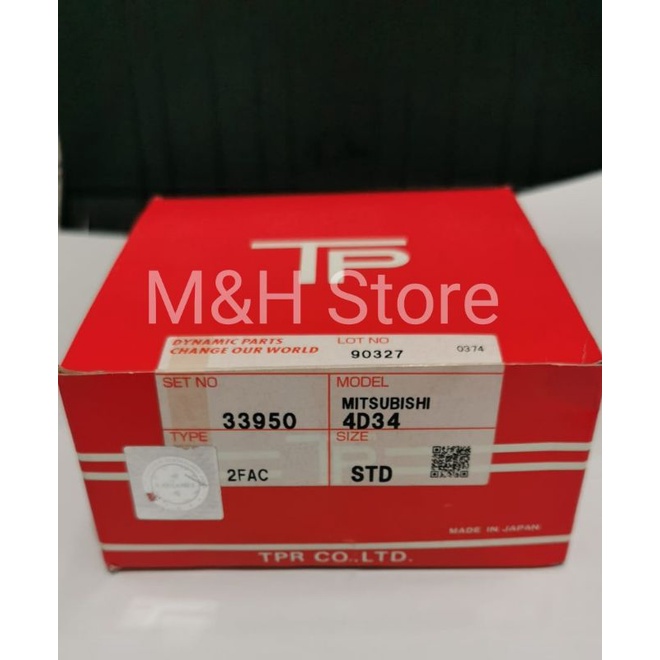 TP
M&H Store
DYNAMIC PARTS
CHANGE OUR WORLD
LOT NO
90327
0374
SET NO
33950
MODEL
MITSUBISHI
4D34
TYPE
2FAC
SIZE
STD
MADE IN JAPAN
TPR CO.,LTD.